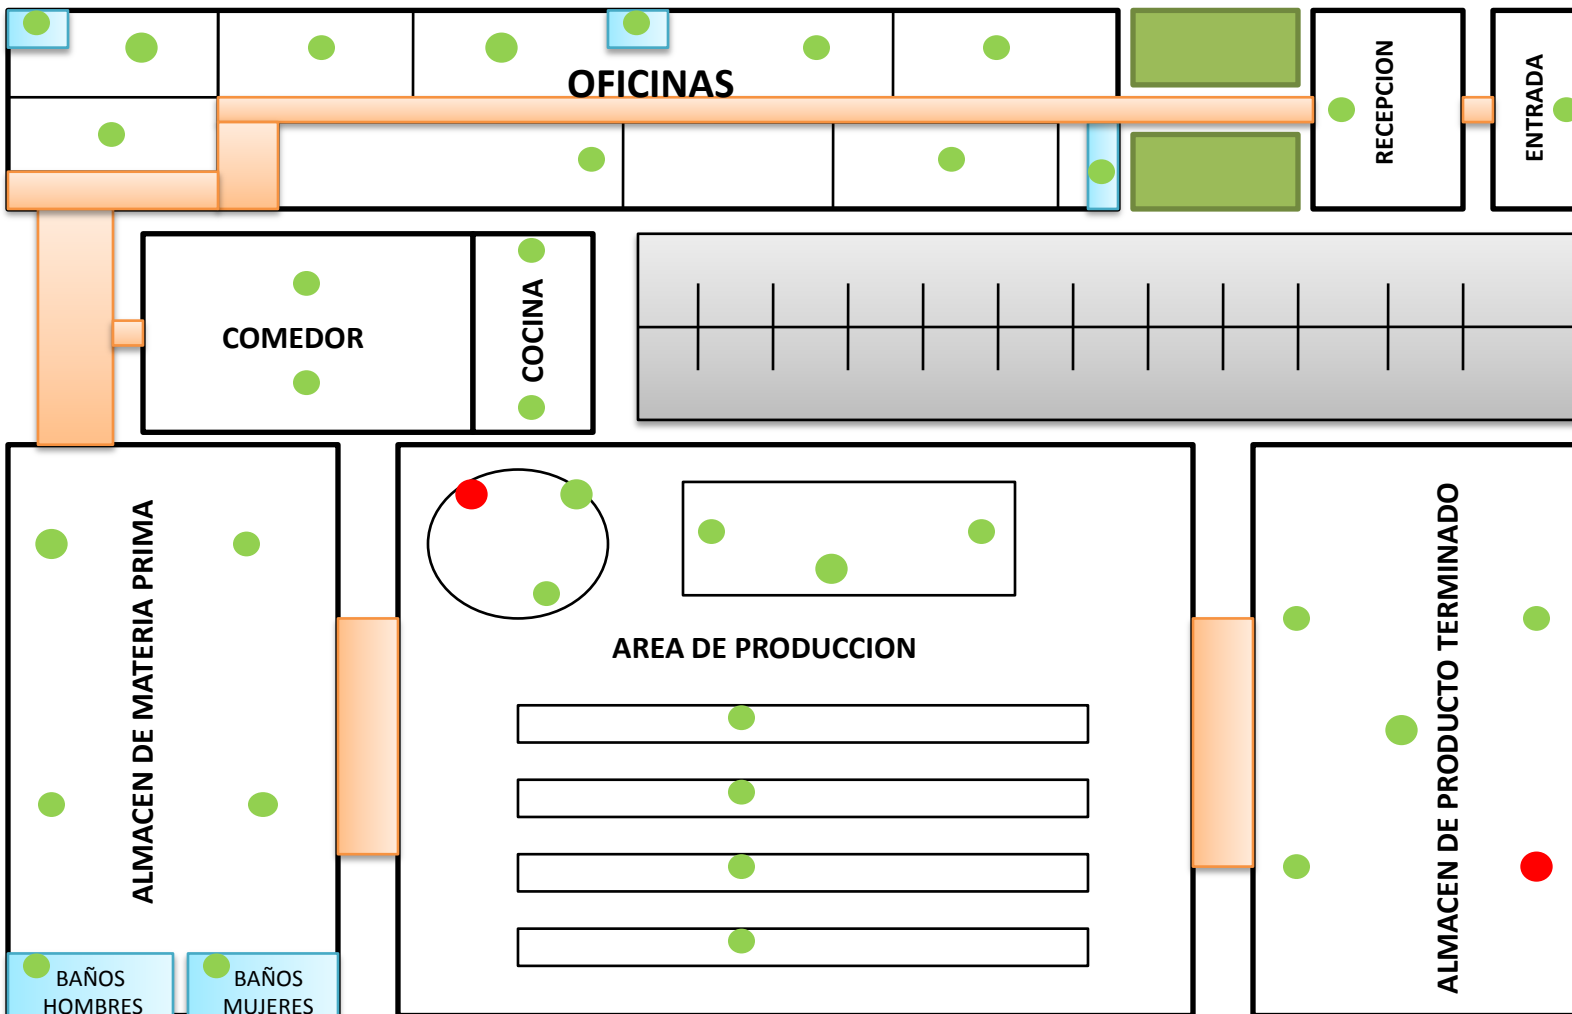 OFICINAS
RECEPCION
ENTRADA
COMEDOR
COCINA
ALMACEN DE MATERIA PRIMA
AREA DE PRODUCCION
ALMACEN DE PRODUCTO TERMINADO
BAÑOS
HOMBRES
BAÑOS
MUJERES